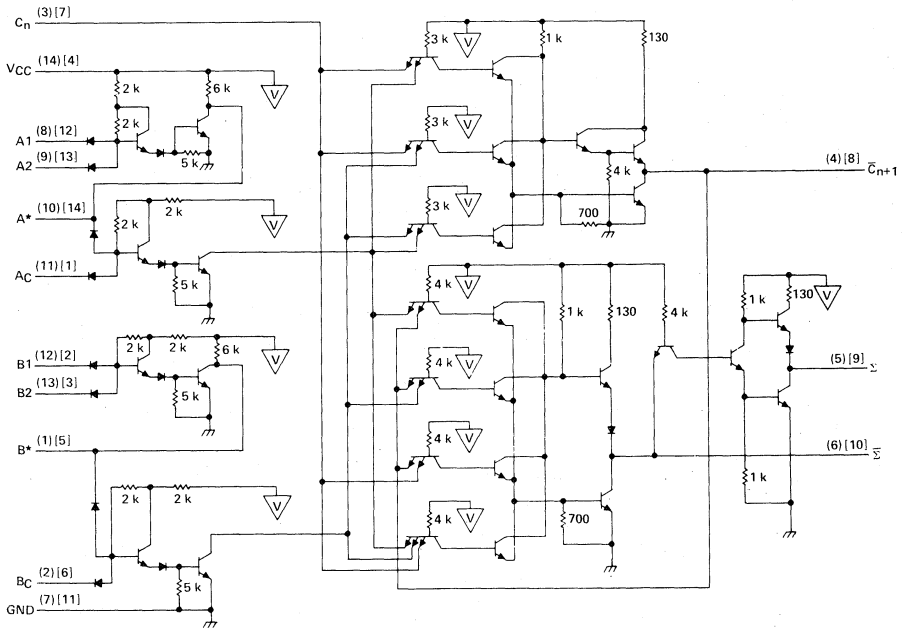 Cn (3) [7]
VCC (14) [4]
A1 (8) [12]
A2 (9) [13]
A* (10) [14]
AC (11) [1]
B1 (12) [2]
B2 (13) [3]
B* (1) [5]
BC (2) [6]
GND (7) [11]
2 k
6 k
V
2 k
5 k
2 k
2 k
V
5 k
2 k
2 k
6 k
V
5 k
2 k
2 k
V
5 k
3 k
V
1 k
130
3 k
V
3 k
V
4 k
700
(4) [8]
C̅n+1
4 k
V
1 k
130
4 k
4 k
V
4 k
V
4 k
V
700
1 k
130
V
(5) [9]
Σ
(6) [10]
Σ̅
1 k